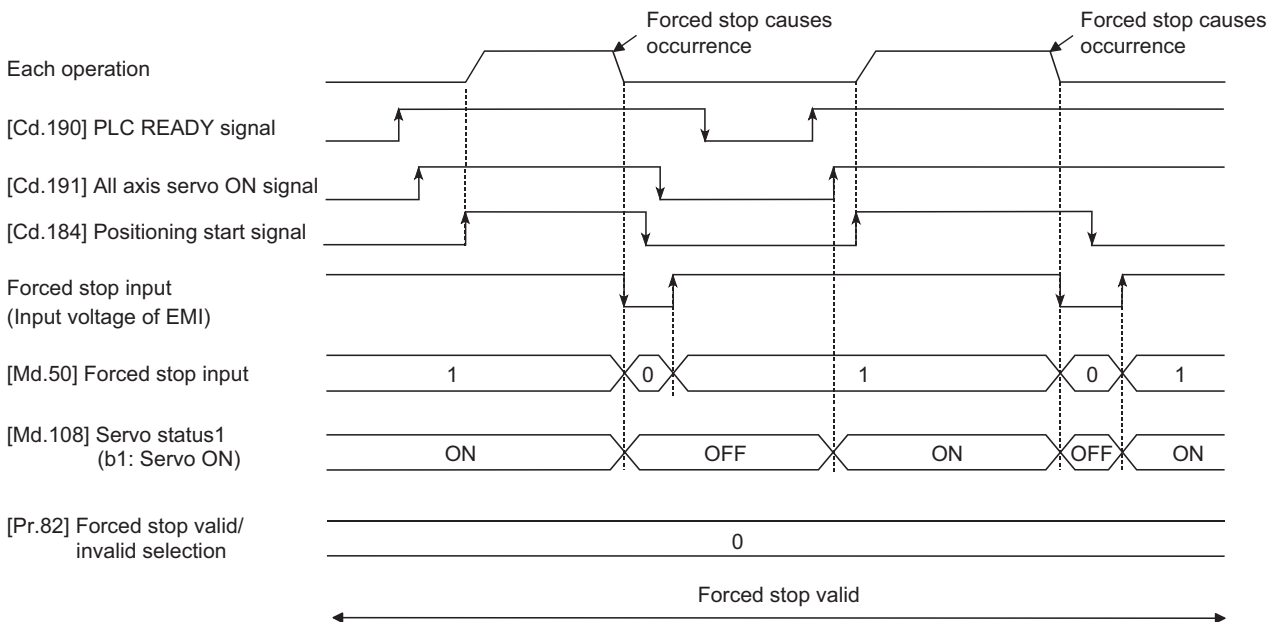 Forced stop causes
occurrence
Forced stop causes
occurrence
Each operation
[Cd.190] PLC READY signal
[Cd.191] All axis servo ON signal
[Cd.184] Positioning start signal
Forced stop input
(Input voltage of EMI)
[Md.50] Forced stop input
1 0 1 0 1
[Md.108] Servo status1
(b1: Servo ON)
ON OFF ON OFF ON
[Pr.82] Forced stop valid/
invalid selection
0
Forced stop valid